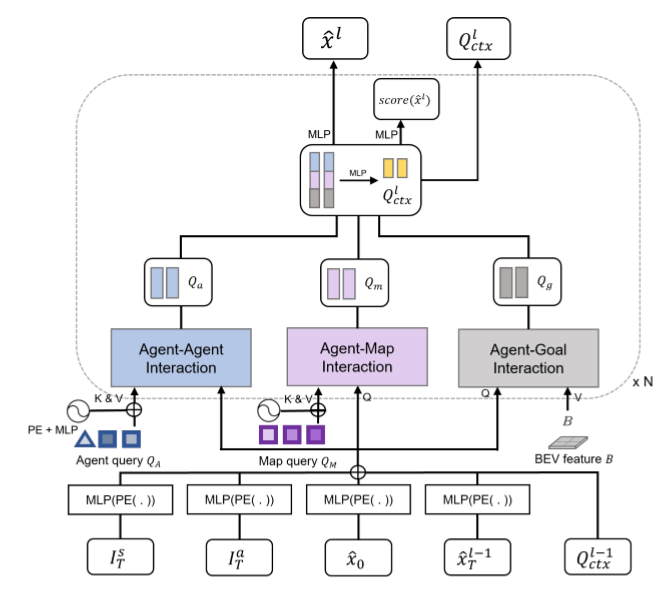 x̂^l
Q^l_ctx
score(x̂^l)
MLP
MLP
MLP
Q^l_ctx
Q_a
Q_m
Q_g
Agent-Agent
Interaction
Agent-Map
Interaction
Agent-Goal
Interaction
x N
K & V
K & V
Q
Q
V
PE + MLP
B
Agent query Q_A
Map query Q_M
BEV feature B
MLP(PE( . ))
MLP(PE( . ))
MLP(PE( . ))
MLP(PE( . ))
I^s_T
I^a_T
x̂_0
x̂^{l-1}_T
Q^{l-1}_ctx